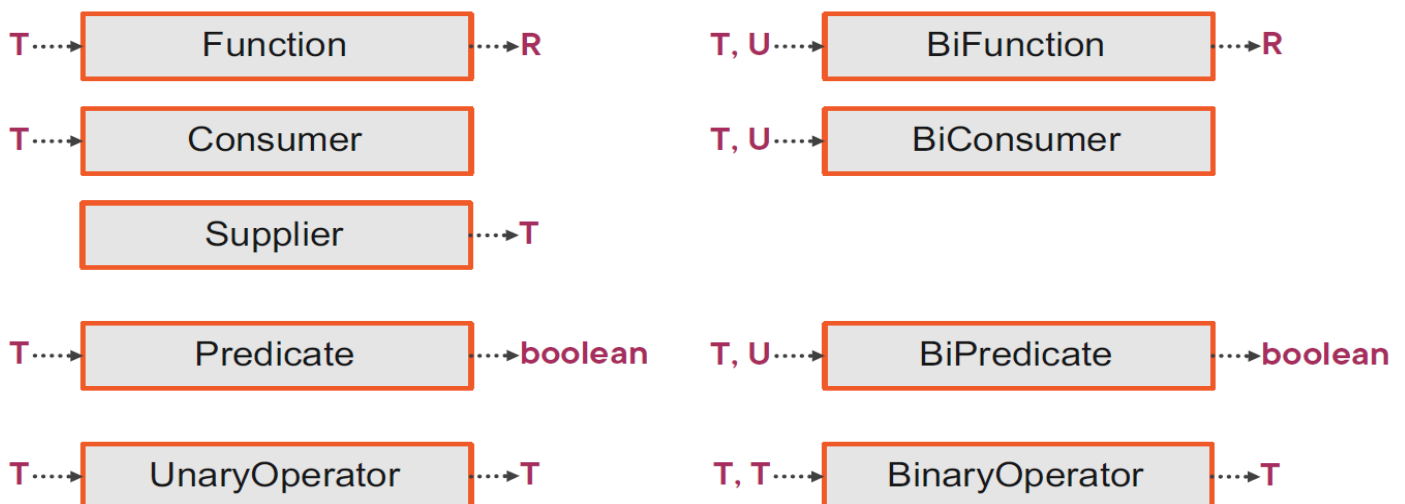 T Function R T, U BiFunction R
T Consumer T, U BiConsumer
Supplier T
T Predicate boolean T, U BiPredicate boolean
T UnaryOperator T T, T BinaryOperator T